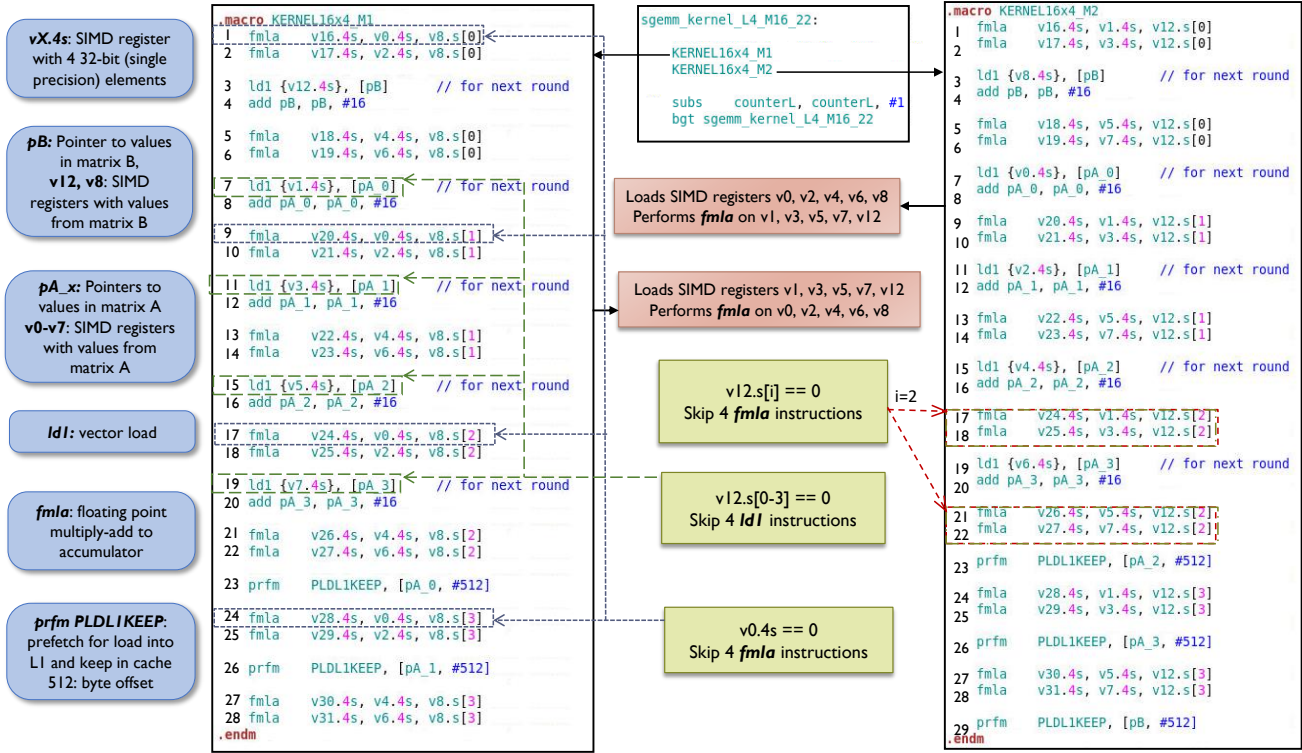 vX.4s: SIMD register
with 4 32-bit (single
precision) elements
pB: Pointer to values
in matrix B,
v12, v8: SIMD
registers with values
from matrix B
pA_x: Pointers to
values in matrix A
v0-v7: SIMD registers
with values from
matrix A
ld1: vector load
fmla: floating point
multiply-add to
accumulator
prfm PLDL1KEEP:
prefetch for load into
L1 and keep in cache
512: byte offset
.macro KERNEL16x4_M1
1 fmla v16.4s, v0.4s, v8.s[0]
2 fmla v17.4s, v2.4s, v8.s[0]
3 ld1 {v12.4s}, [pB] // for next round
4 add pB, pB, #16
5 fmla v18.4s, v4.4s, v8.s[0]
6 fmla v19.4s, v6.4s, v8.s[0]
7 ld1 {v1.4s}, [pA_0] // for next round
8 add pA_0, pA_0, #16
9 fmla v20.4s, v0.4s, v8.s[1]
10 fmla v21.4s, v2.4s, v8.s[1]
11 ld1 {v3.4s}, [pA_1] // for next round
12 add pA_1, pA_1, #16
13 fmla v22.4s, v4.4s, v8.s[1]
14 fmla v23.4s, v6.4s, v8.s[1]
15 ld1 {v5.4s}, [pA_2] // for next round
16 add pA_2, pA_2, #16
17 fmla v24.4s, v0.4s, v8.s[2]
18 fmla v25.4s, v2.4s, v8.s[2]
19 ld1 {v7.4s}, [pA_3] // for next round
20 add pA_3, pA_3, #16
21 fmla v26.4s, v4.4s, v8.s[2]
22 fmla v27.4s, v6.4s, v8.s[2]
23 prfm PLDL1KEEP, [pA_0, #512]
24 fmla v28.4s, v0.4s, v8.s[3]
25 fmla v29.4s, v2.4s, v8.s[3]
26 prfm PLDL1KEEP, [pA_1, #512]
27 fmla v30.4s, v4.4s, v8.s[3]
28 fmla v31.4s, v6.4s, v8.s[3]
.endm
sgemm_kernel_L4_M16_22:
KERNEL16x4_M1
KERNEL16x4_M2
subs counterL, counterL, #1
bgt sgemm_kernel_L4_M16_22
Loads SIMD registers v0, v2, v4, v6, v8
Performs fmla on v1, v3, v5, v7, v12
Loads SIMD registers v1, v3, v5, v7, v12
Performs fmla on v0, v2, v4, v6, v8
v12.s[i] == 0
Skip 4 fmla instructions
i=2
v12.s[0-3] == 0
Skip 4 ld1 instructions
v0.4s == 0
Skip 4 fmla instructions
.macro KERNEL16x4_M2
1 fmla v16.4s, v1.4s, v12.s[0]
2 fmla v17.4s, v3.4s, v12.s[0]
3 ld1 {v8.4s}, [pB] // for next round
4 add pB, pB, #16
5 fmla v18.4s, v5.4s, v12.s[0]
6 fmla v19.4s, v7.4s, v12.s[0]
7 ld1 {v0.4s}, [pA_0] // for next round
8 add pA_0, pA_0, #16
9 fmla v20.4s, v1.4s, v12.s[1]
10 fmla v21.4s, v3.4s, v12.s[1]
11 ld1 {v2.4s}, [pA_1] // for next round
12 add pA_1, pA_1, #16
13 fmla v22.4s, v5.4s, v12.s[1]
14 fmla v23.4s, v7.4s, v12.s[1]
15 ld1 {v4.4s}, [pA_2] // for next round
16 add pA_2, pA_2, #16
17 fmla v24.4s, v1.4s, v12.s[2]
18 fmla v25.4s, v3.4s, v12.s[2]
19 ld1 {v6.4s}, [pA_3] // for next round
20 add pA_3, pA_3, #16
21 fmla v26.4s, v5.4s, v12.s[2]
22 fmla v27.4s, v7.4s, v12.s[2]
23 prfm PLDL1KEEP, [pA_2, #512]
24 fmla v28.4s, v1.4s, v12.s[3]
25 fmla v29.4s, v3.4s, v12.s[3]
26 prfm PLDL1KEEP, [pA_3, #512]
27 fmla v30.4s, v5.4s, v12.s[3]
28 fmla v31.4s, v7.4s, v12.s[3]
29 prfm PLDL1KEEP, [pB, #512]
.endm